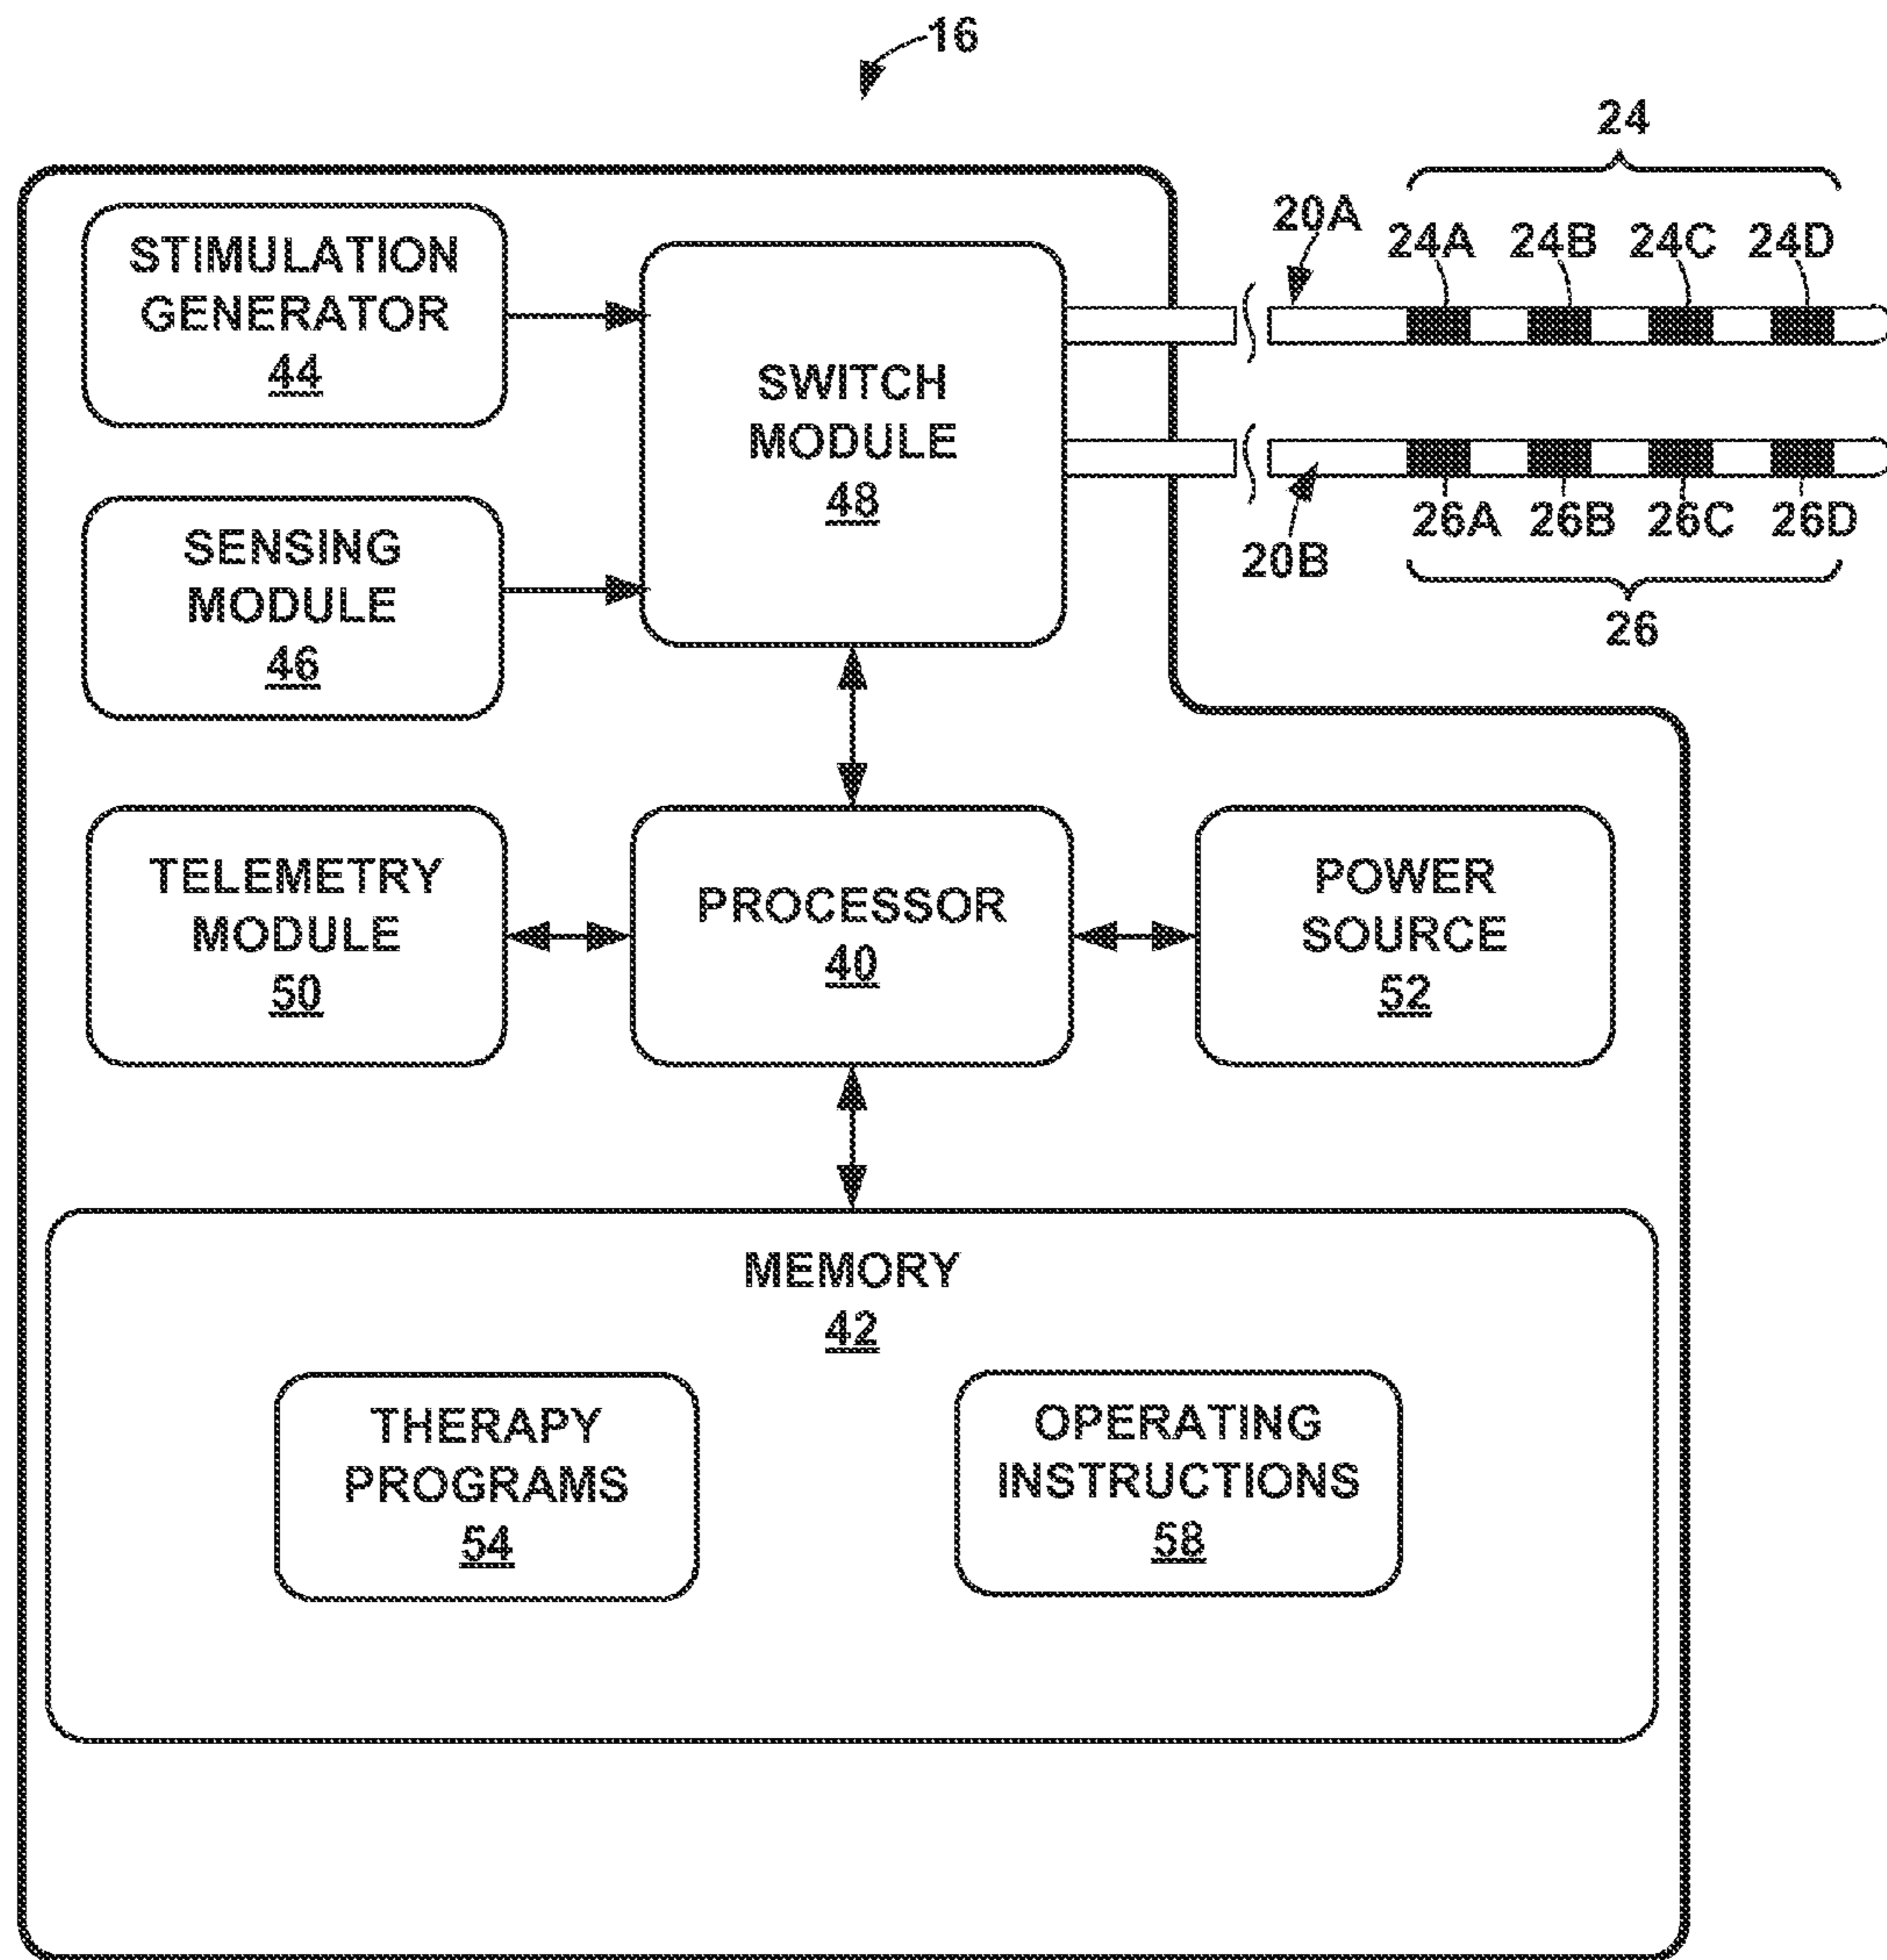 16
24
20A
24A 24B 24C 24D
STIMULATION
GENERATOR
44
SWITCH
MODULE
48
26A 26B 26C 26D
20B
26
SENSING
MODULE
46
TELEMETRY
MODULE
50
PROCESSOR
40
POWER
SOURCE
52
MEMORY
42
THERAPY
PROGRAMS
54
OPERATING
INSTRUCTIONS
58